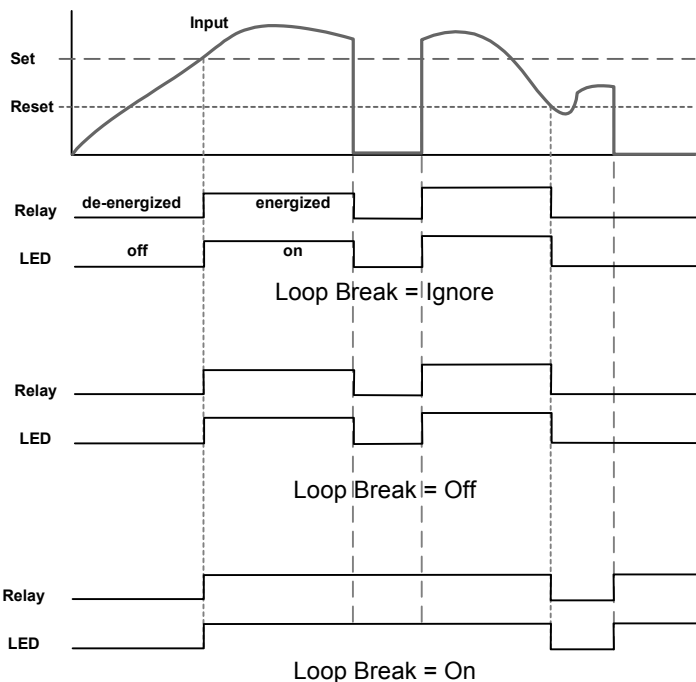 Input
Set
Reset
Relay de-energized energized
LED off on
Loop Break = Ignore
Relay
LED
Loop Break = Off
Relay
LED
Loop Break = On